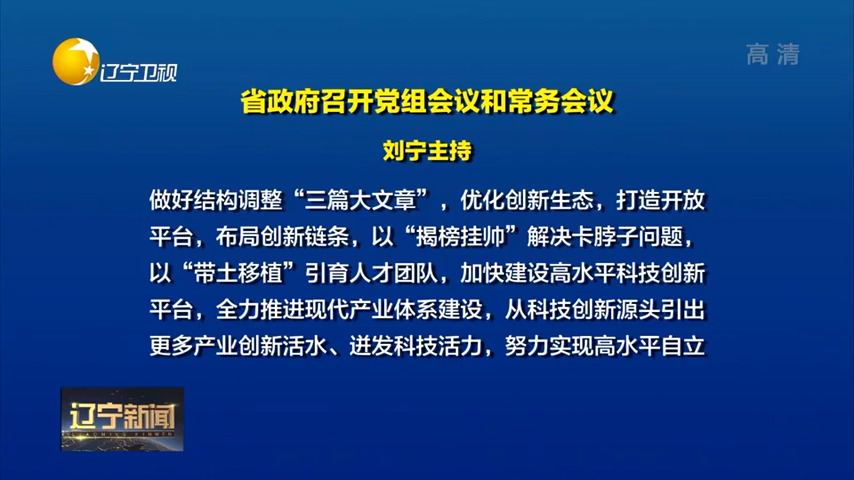 辽宁卫视
高清
省政府召开党组会议和常务会议
刘宁主持
做好结构调整“三篇大文章”，优化创新生态，打造开放
平台，布局创新链条，以“揭榜挂帅”解决卡脖子问题，
以“带土移植”引育人才团队，加快建设高水平科技创新
平台，全力推进现代产业体系建设，从科技创新源头引出
更多产业创新活水、迸发科技活力，努力实现高水平自立
辽宁新闻